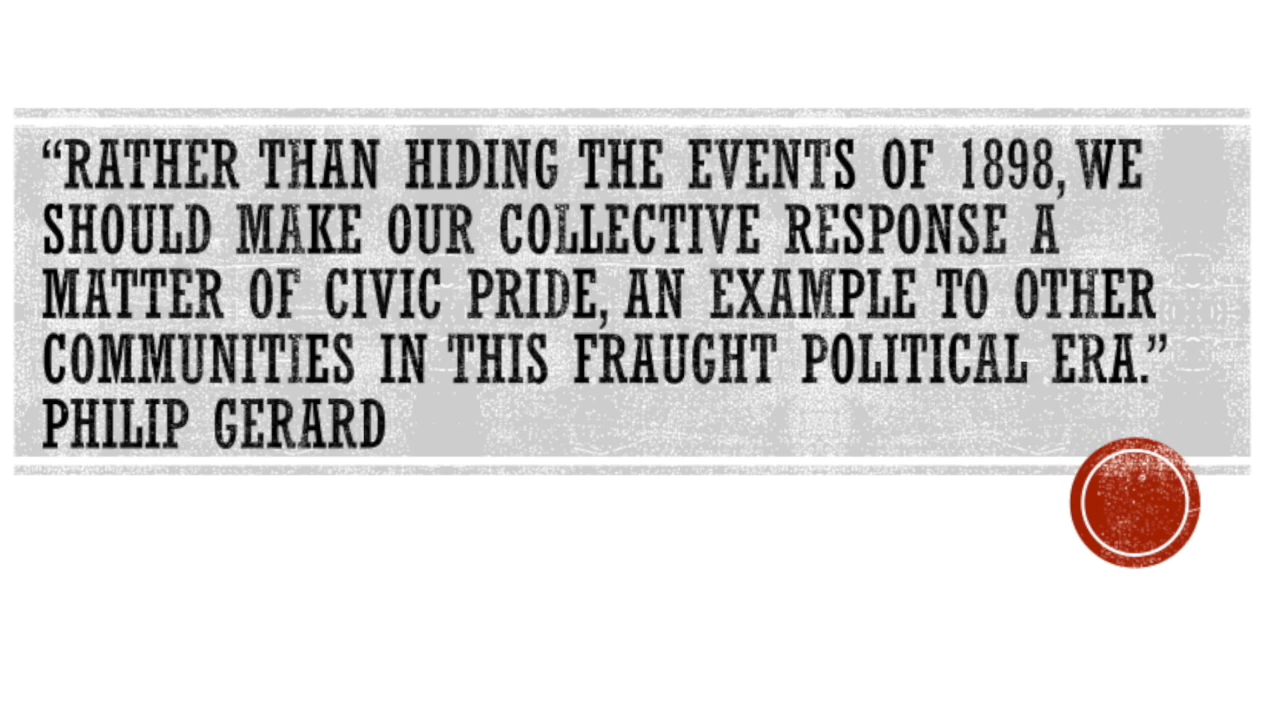 “RATHER THAN HIDING THE EVENTS OF 1898, WE
SHOULD MAKE OUR COLLECTIVE RESPONSE A
MATTER OF CIVIC PRIDE, AN EXAMPLE TO OTHER
COMMUNITIES IN THIS FRAUGHT POLITICAL ERA.”
PHILIP GERARD